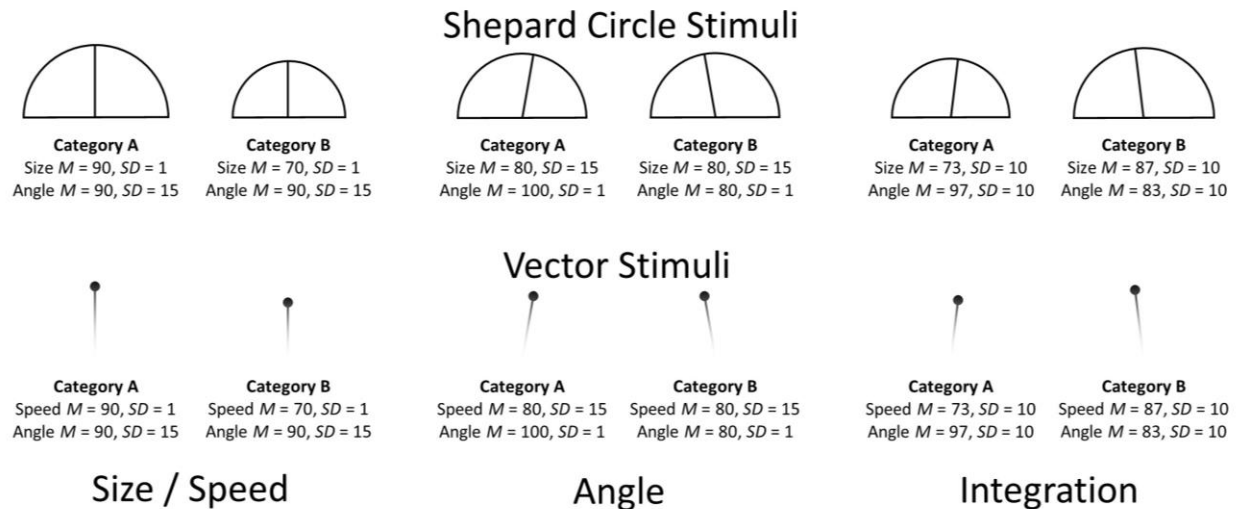 Shepard Circle Stimuli
Category A
Size M = 90, SD = 1
Angle M = 90, SD = 15
Category B
Size M = 70, SD = 1
Angle M = 90, SD = 15
Category A
Size M = 80, SD = 15
Angle M = 100, SD = 1
Category B
Size M = 80, SD = 15
Angle M = 80, SD = 1
Category A
Size M = 73, SD = 10
Angle M = 97, SD = 10
Category B
Size M = 87, SD = 10
Angle M = 83, SD = 10
Vector Stimuli
Category A
Speed M = 90, SD = 1
Angle M = 90, SD = 15
Category B
Speed M = 70, SD = 1
Angle M = 90, SD = 15
Category A
Speed M = 80, SD = 15
Angle M = 100, SD = 1
Category B
Speed M = 80, SD = 15
Angle M = 80, SD = 1
Category A
Speed M = 73, SD = 10
Angle M = 97, SD = 10
Category B
Speed M = 87, SD = 10
Angle M = 83, SD = 10
Size / Speed
Angle
Integration